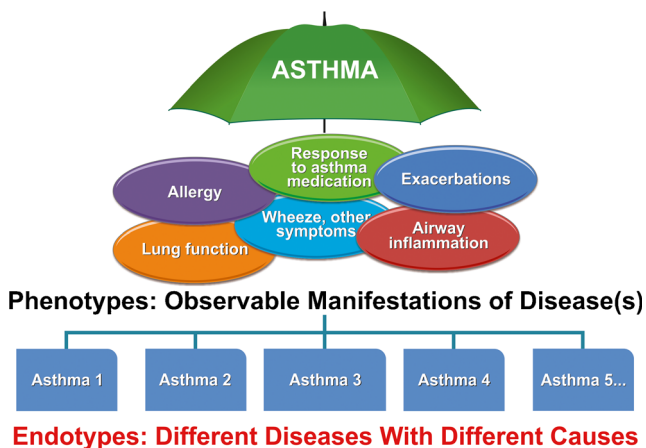 ASTHMA
Response
to asthma
medication
Allergy
Exacerbations
Wheeze, other
symptoms
Lung function
Airway
inflammation
Phenotypes: Observable Manifestations of Disease(s)
Asthma 1
Asthma 2
Asthma 3
Asthma 4
Asthma 5...
Endotypes: Different Diseases With Different Causes